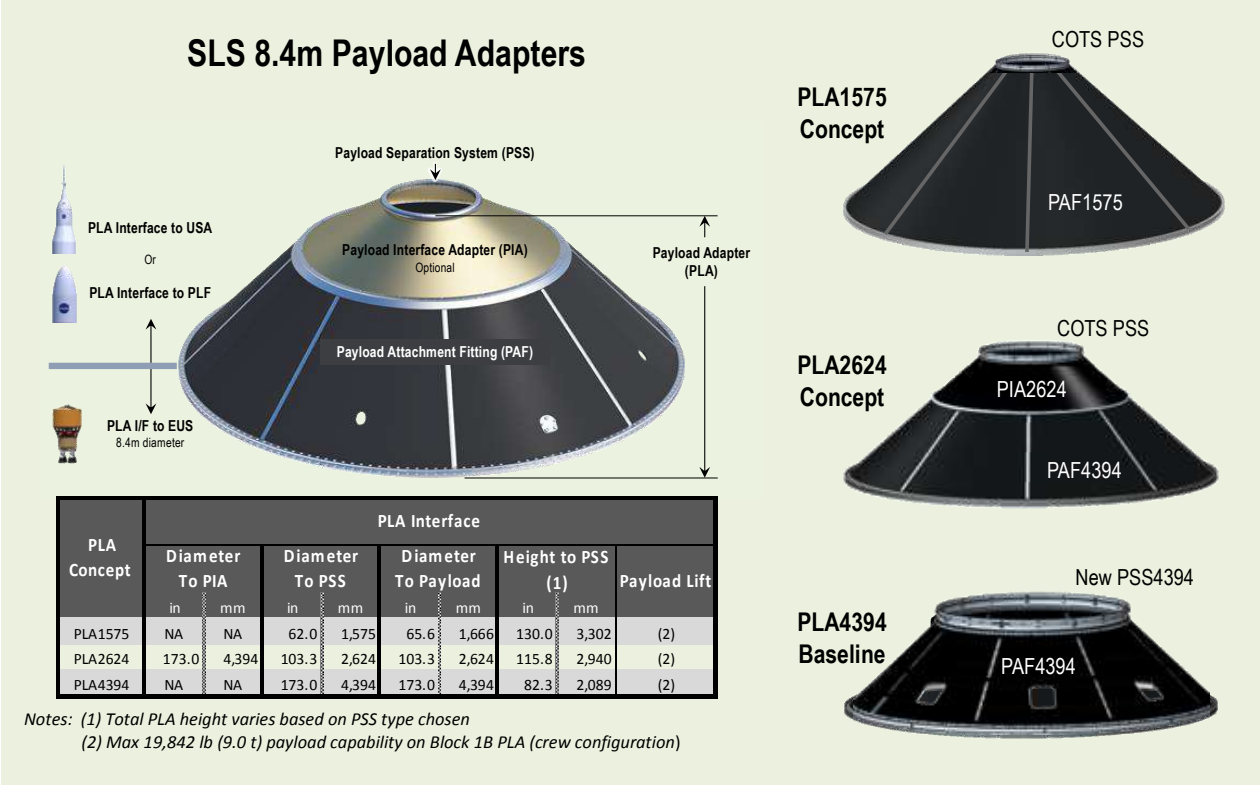 SLS 8.4m Payload Adapters
Payload Separation System (PSS)
PLA Interface to USA
Or
PLA Interface to PLF
Payload Interface Adapter (PIA)
Optional
Payload Adapter
(PLA)
Payload Attachment Fitting (PAF)
PLA I/F to EUS
8.4m diameter
COTS PSS
PLA1575
Concept
PAF1575
COTS PSS
PLA2624
Concept
PIA2624
PAF4394
New PSS4394
PLA4394
Baseline
PAF4394
PLA
Concept
PLA Interface
Diameter Diameter Diameter Height to PSS
To PIA To PSS To Payload (1) Payload Lift
in mm in mm in mm in mm
PLA1575 NA NA 62.0 1,575 65.6 1,666 130.0 3,302 (2)
PLA2624 173.0 4,394 103.3 2,624 103.3 2,624 115.8 2,940 (2)
PLA4394 NA NA 173.0 4,394 173.0 4,394 82.3 2,089 (2)
Notes: (1) Total PLA height varies based on PSS type chosen
(2) Max 19,842 lb (9.0 t) payload capability on Block 1B PLA (crew configuration)